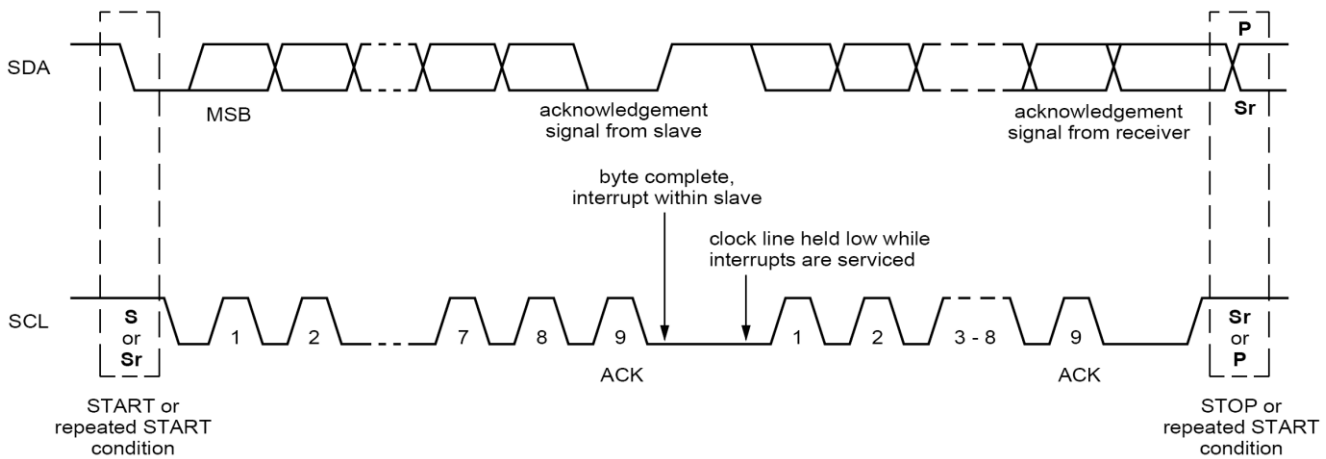 P
SDA
MSB
acknowledgement
signal from slave
acknowledgement
signal from receiver
Sr
byte complete,
interrupt within slave
clock line held low while
interrupts are serviced
SCL
S
or
Sr
1
2
7
8
9
1
2
3 - 8
9
Sr
or
P
ACK
ACK
START or
repeated START
condition
STOP or
repeated START
condition